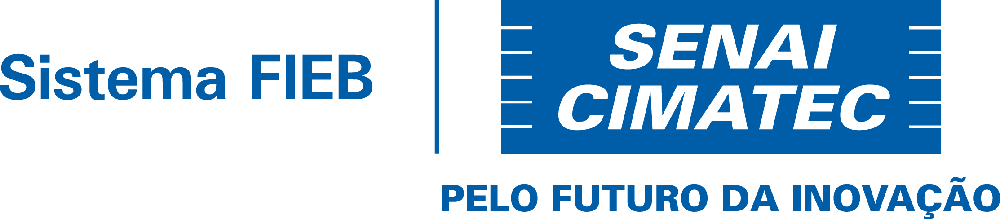 Sistema FIEB
SENAI
CIMATEC
PELO FUTURO DA INOVAÇÃO